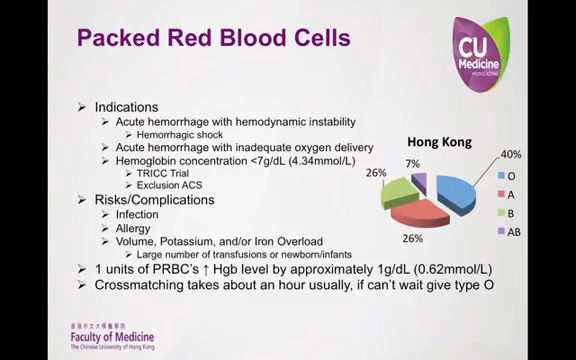 Packed Red Blood Cells
CU
Medicine
HONG KONG
Indications
Acute hemorrhage with hemodynamic instability
Hemorrhagic shock
Acute hemorrhage with inadequate oxygen delivery
Hemoglobin concentration <7g/dL (4.34mmol/L)
TRICC Trial
Exclusion ACS
Risks/Complications
Infection
Allergy
Volume, Potassium, and/or Iron Overload
Large number of transfusions or newborn/infants
1 units of PRBC's ↑ Hgb level by approximately 1g/dL (0.62mmol/L)
Crossmatching takes about an hour usually, if can't wait give type O
Hong Kong
40%
7%
26%
26%
O
A
B
AB
香港中文大學醫學院
Faculty of Medicine
The Chinese University of Hong Kong